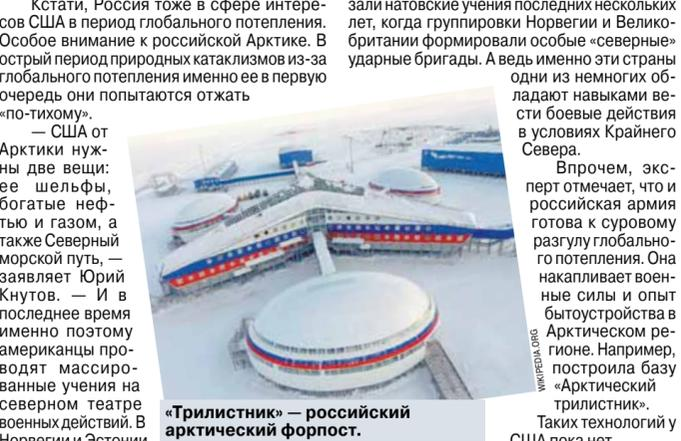 Кстати, Россия тоже в сфере интере-
сов США в период глобального потепления.
Особое внимание к российской Арктике. В
острый период природных катаклизмов из-за
глобального потепления именно ее в первую
очередь они попытаются отжать
«по-тихому».
— США от
Арктики нуж-
ны две вещи:
ее шельфы,
богатые неф-
тью и газом, а
также Северный
морской путь, —
заявляет Юрий
Кнутов. — И в
последнее время
именно поэтому
американцы про-
водят массиро-
ванные учения на
северном театре
военных действий. В
Норвегии и Эстонии
«Трилистник» — российский
арктический форпост.
WIKIPEDIA.ORG
зали натовские учения последних нескольких
лет, когда группировки Норвегии и Велико-
британии формировали особые «северные»
ударные бригады. А ведь именно эти страны
одни из немногих об-
ладают навыками ве-
сти боевые действия
в условиях Крайнего
Севера.
Впрочем, экс-
перт отмечает, что и
российская армия
готова к суровому
разгулу глобально-
го потепления. Она
накапливает воен-
ные силы и опыт
бытоустройства в
Арктическом ре-
гионе. Например,
построила базу
«Арктический
трилистник».
Таких технологий у
США пока нет